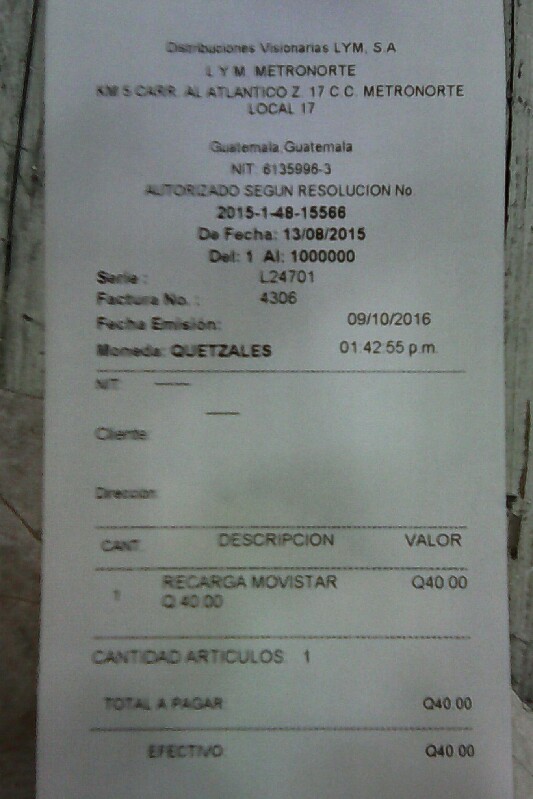 Distribuciones Visionarias LYM, S.A
L Y M METRONORTE
KM 5 CARR. AL ATLANTICO Z. 17 C.C. METRONORTE
LOCAL 17
Guatemala, Guatemala
NIT: 6135996-3
AUTORIZADO SEGUN RESOLUCION No
2015-1-48-15566
De Fecha: 13/08/2015
Del: 1 Al: 1000000
Serie : L24701
Factura No. : 4306
Fecha Emisión: 09/10/2016
Moneda: QUETZALES 01:42:55 p.m.
NIT: ----
----
Cliente:
Dirección:
CANT. DESCRIPCION VALOR
1 RECARGA MOVISTAR Q40.00
Q 40.00
CANTIDAD ARTICULOS: 1
TOTAL A PAGAR Q40.00
EFECTIVO: Q40.00